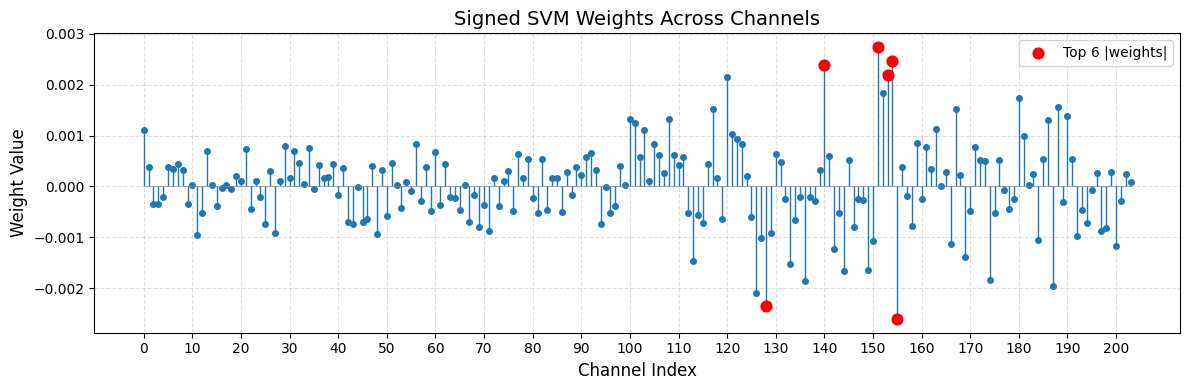 Signed SVM Weights Across Channels
Top 6 |weights|
Weight Value
0.003
0.002
0.001
0.000
−0.001
−0.002
0 10 20 30 40 50 60 70 80 90 100 110 120 130 140 150 160 170 180 190 200
Channel Index